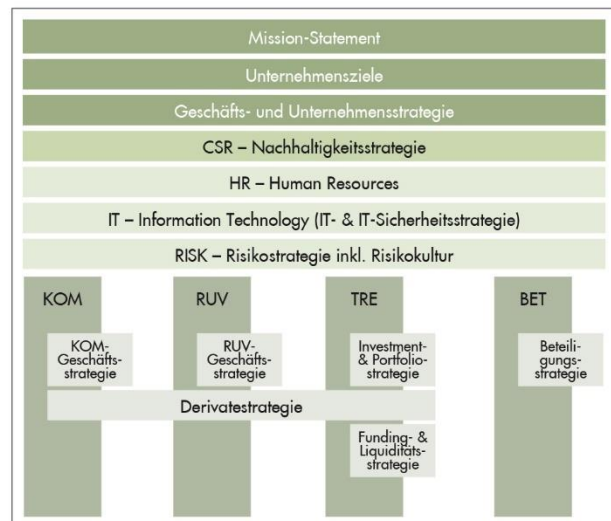 Mission-Statement
Unternehmensziele
Geschäfts- und Unternehmensstrategie
CSR – Nachhaltigkeitsstrategie
HR – Human Resources
IT – Information Technology (IT- & IT-Sicherheitsstrategie)
RISK – Risikostrategie inkl. Risikokultur
KOM
RUV
TRE
BET
KOM-
Geschäfts-
strategie
RUV-
Geschäfts-
strategie
Investment-
& Portfolio-
strategie
Beteili-
gungs-
strategie
Derivatestrategie
Funding- &
Liquiditäts-
strategie